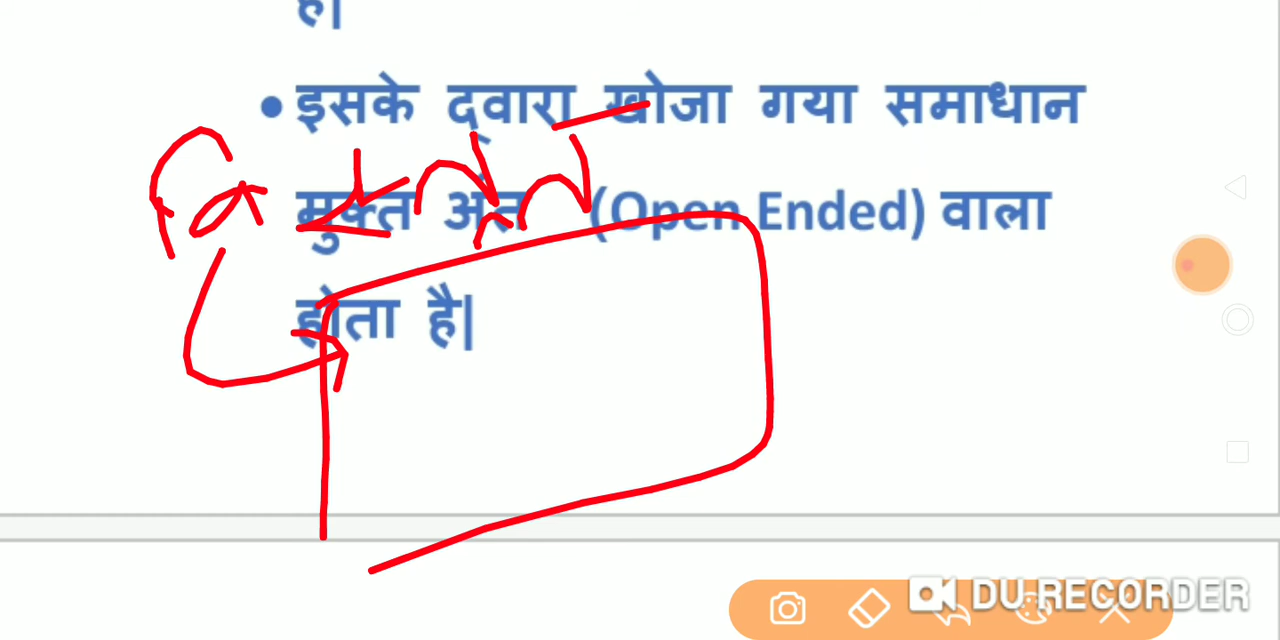 है|
• इसके द्वारा खोजा गया समाधान
मुक्त अंत (Open Ended) वाला
होता है|
DU RECORDER